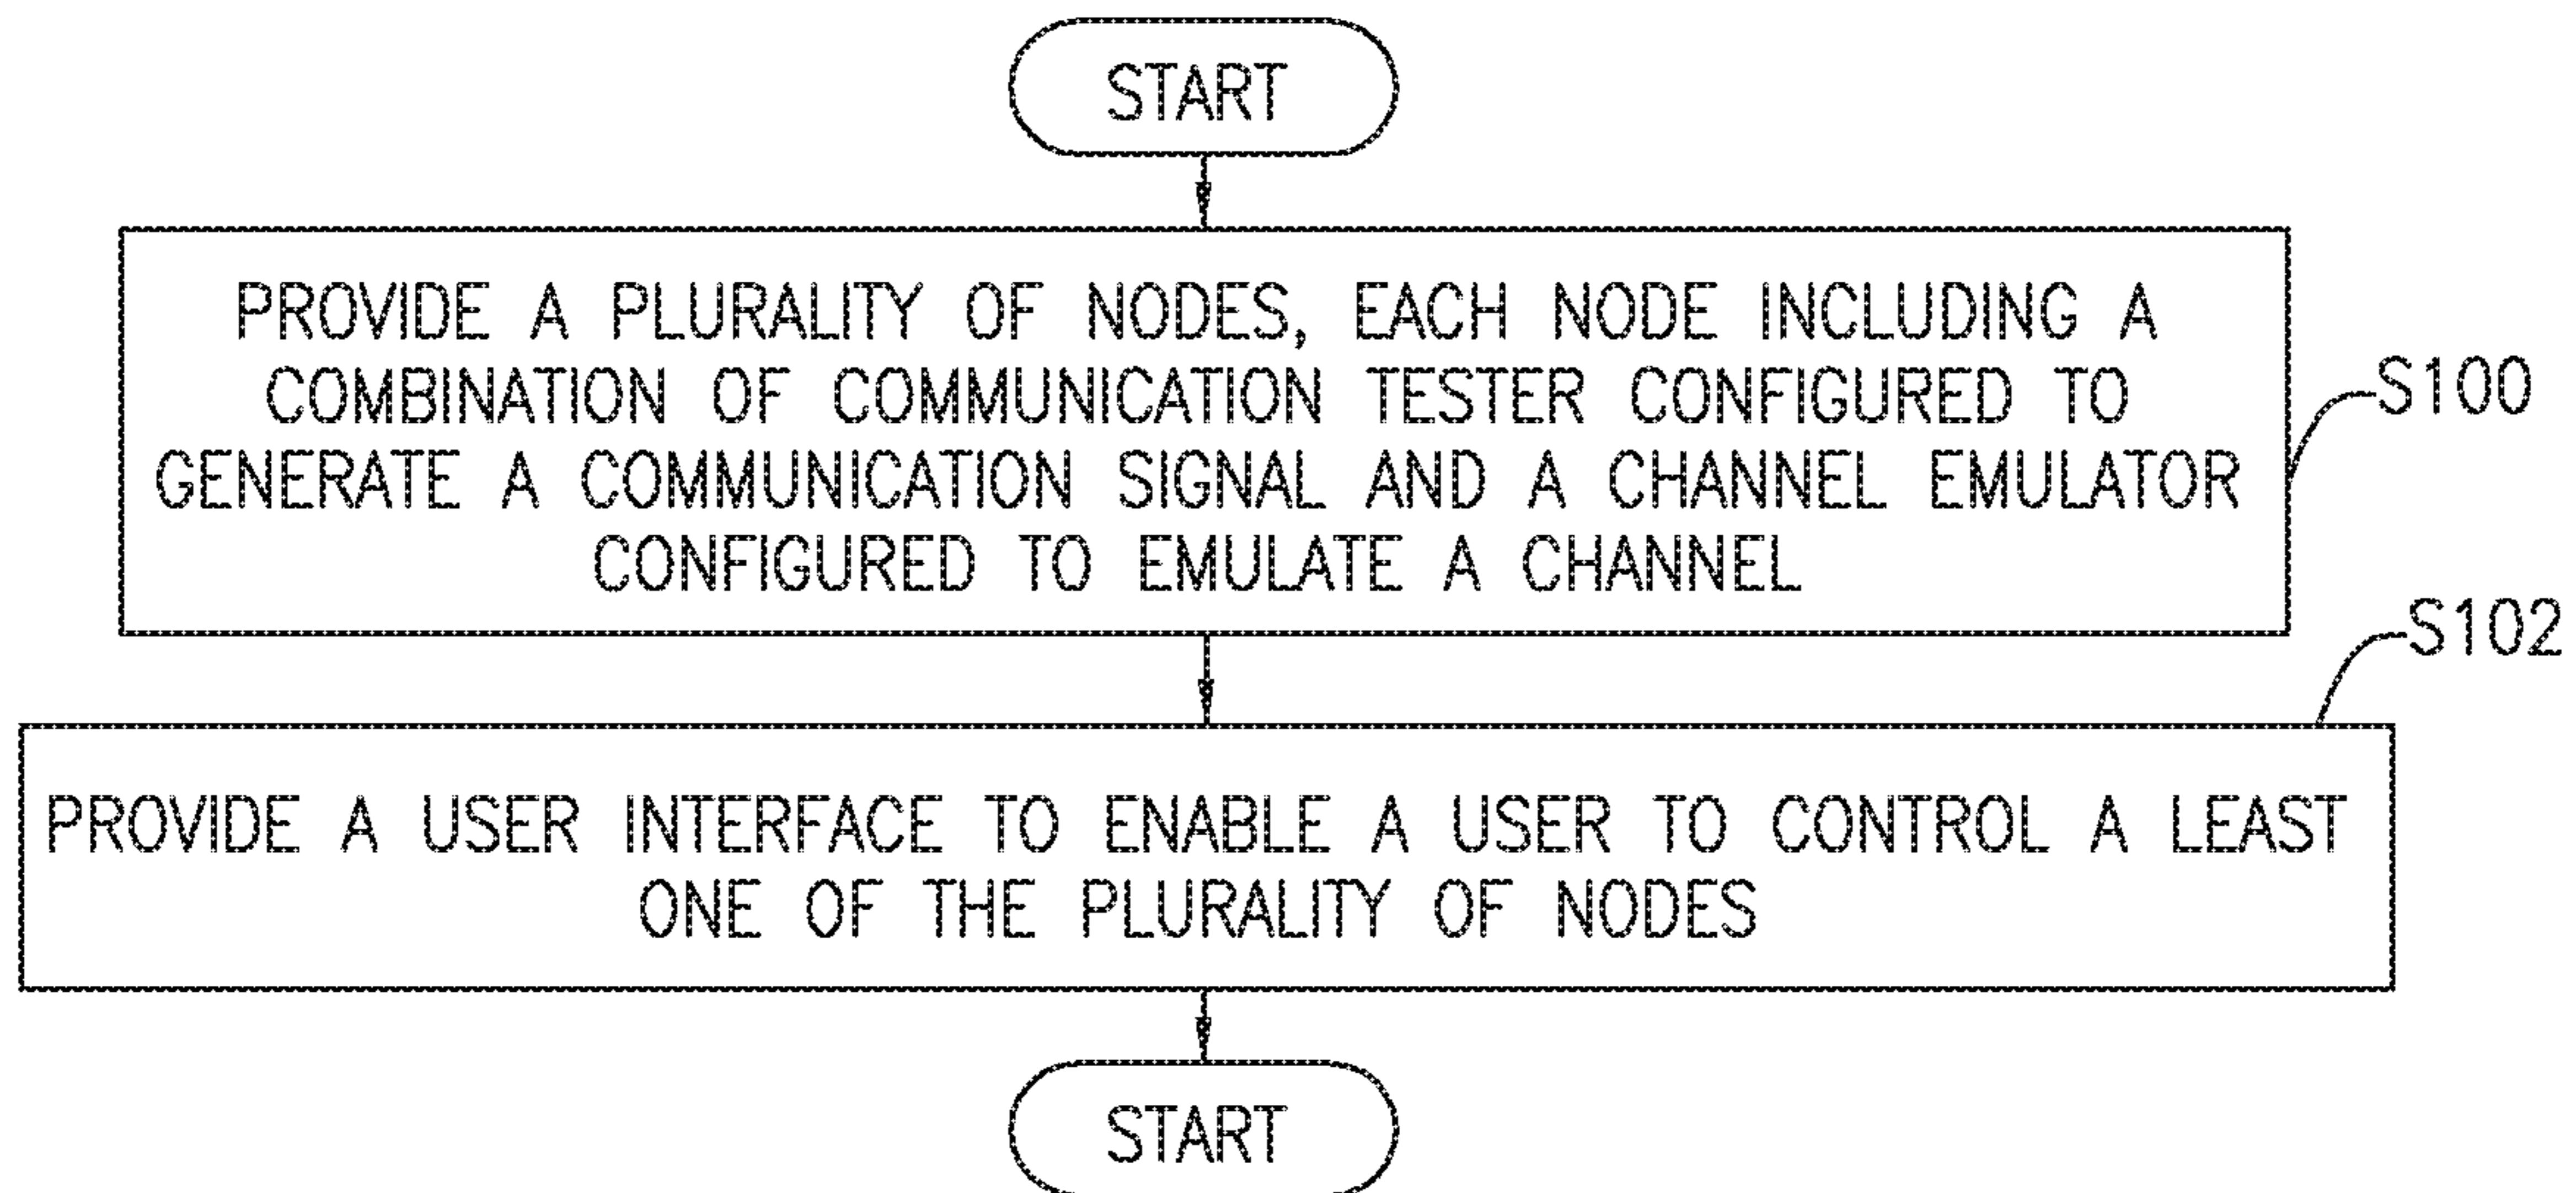 START
PROVIDE A PLURALITY OF NODES, EACH NODE INCLUDING A
COMBINATION OF COMMUNICATION TESTER CONFIGURED TO
GENERATE A COMMUNICATION SIGNAL AND A CHANNEL EMULATOR
CONFIGURED TO EMULATE A CHANNEL
S100
S102
PROVIDE A USER INTERFACE TO ENABLE A USER TO CONTROL A LEAST
ONE OF THE PLURALITY OF NODES
START